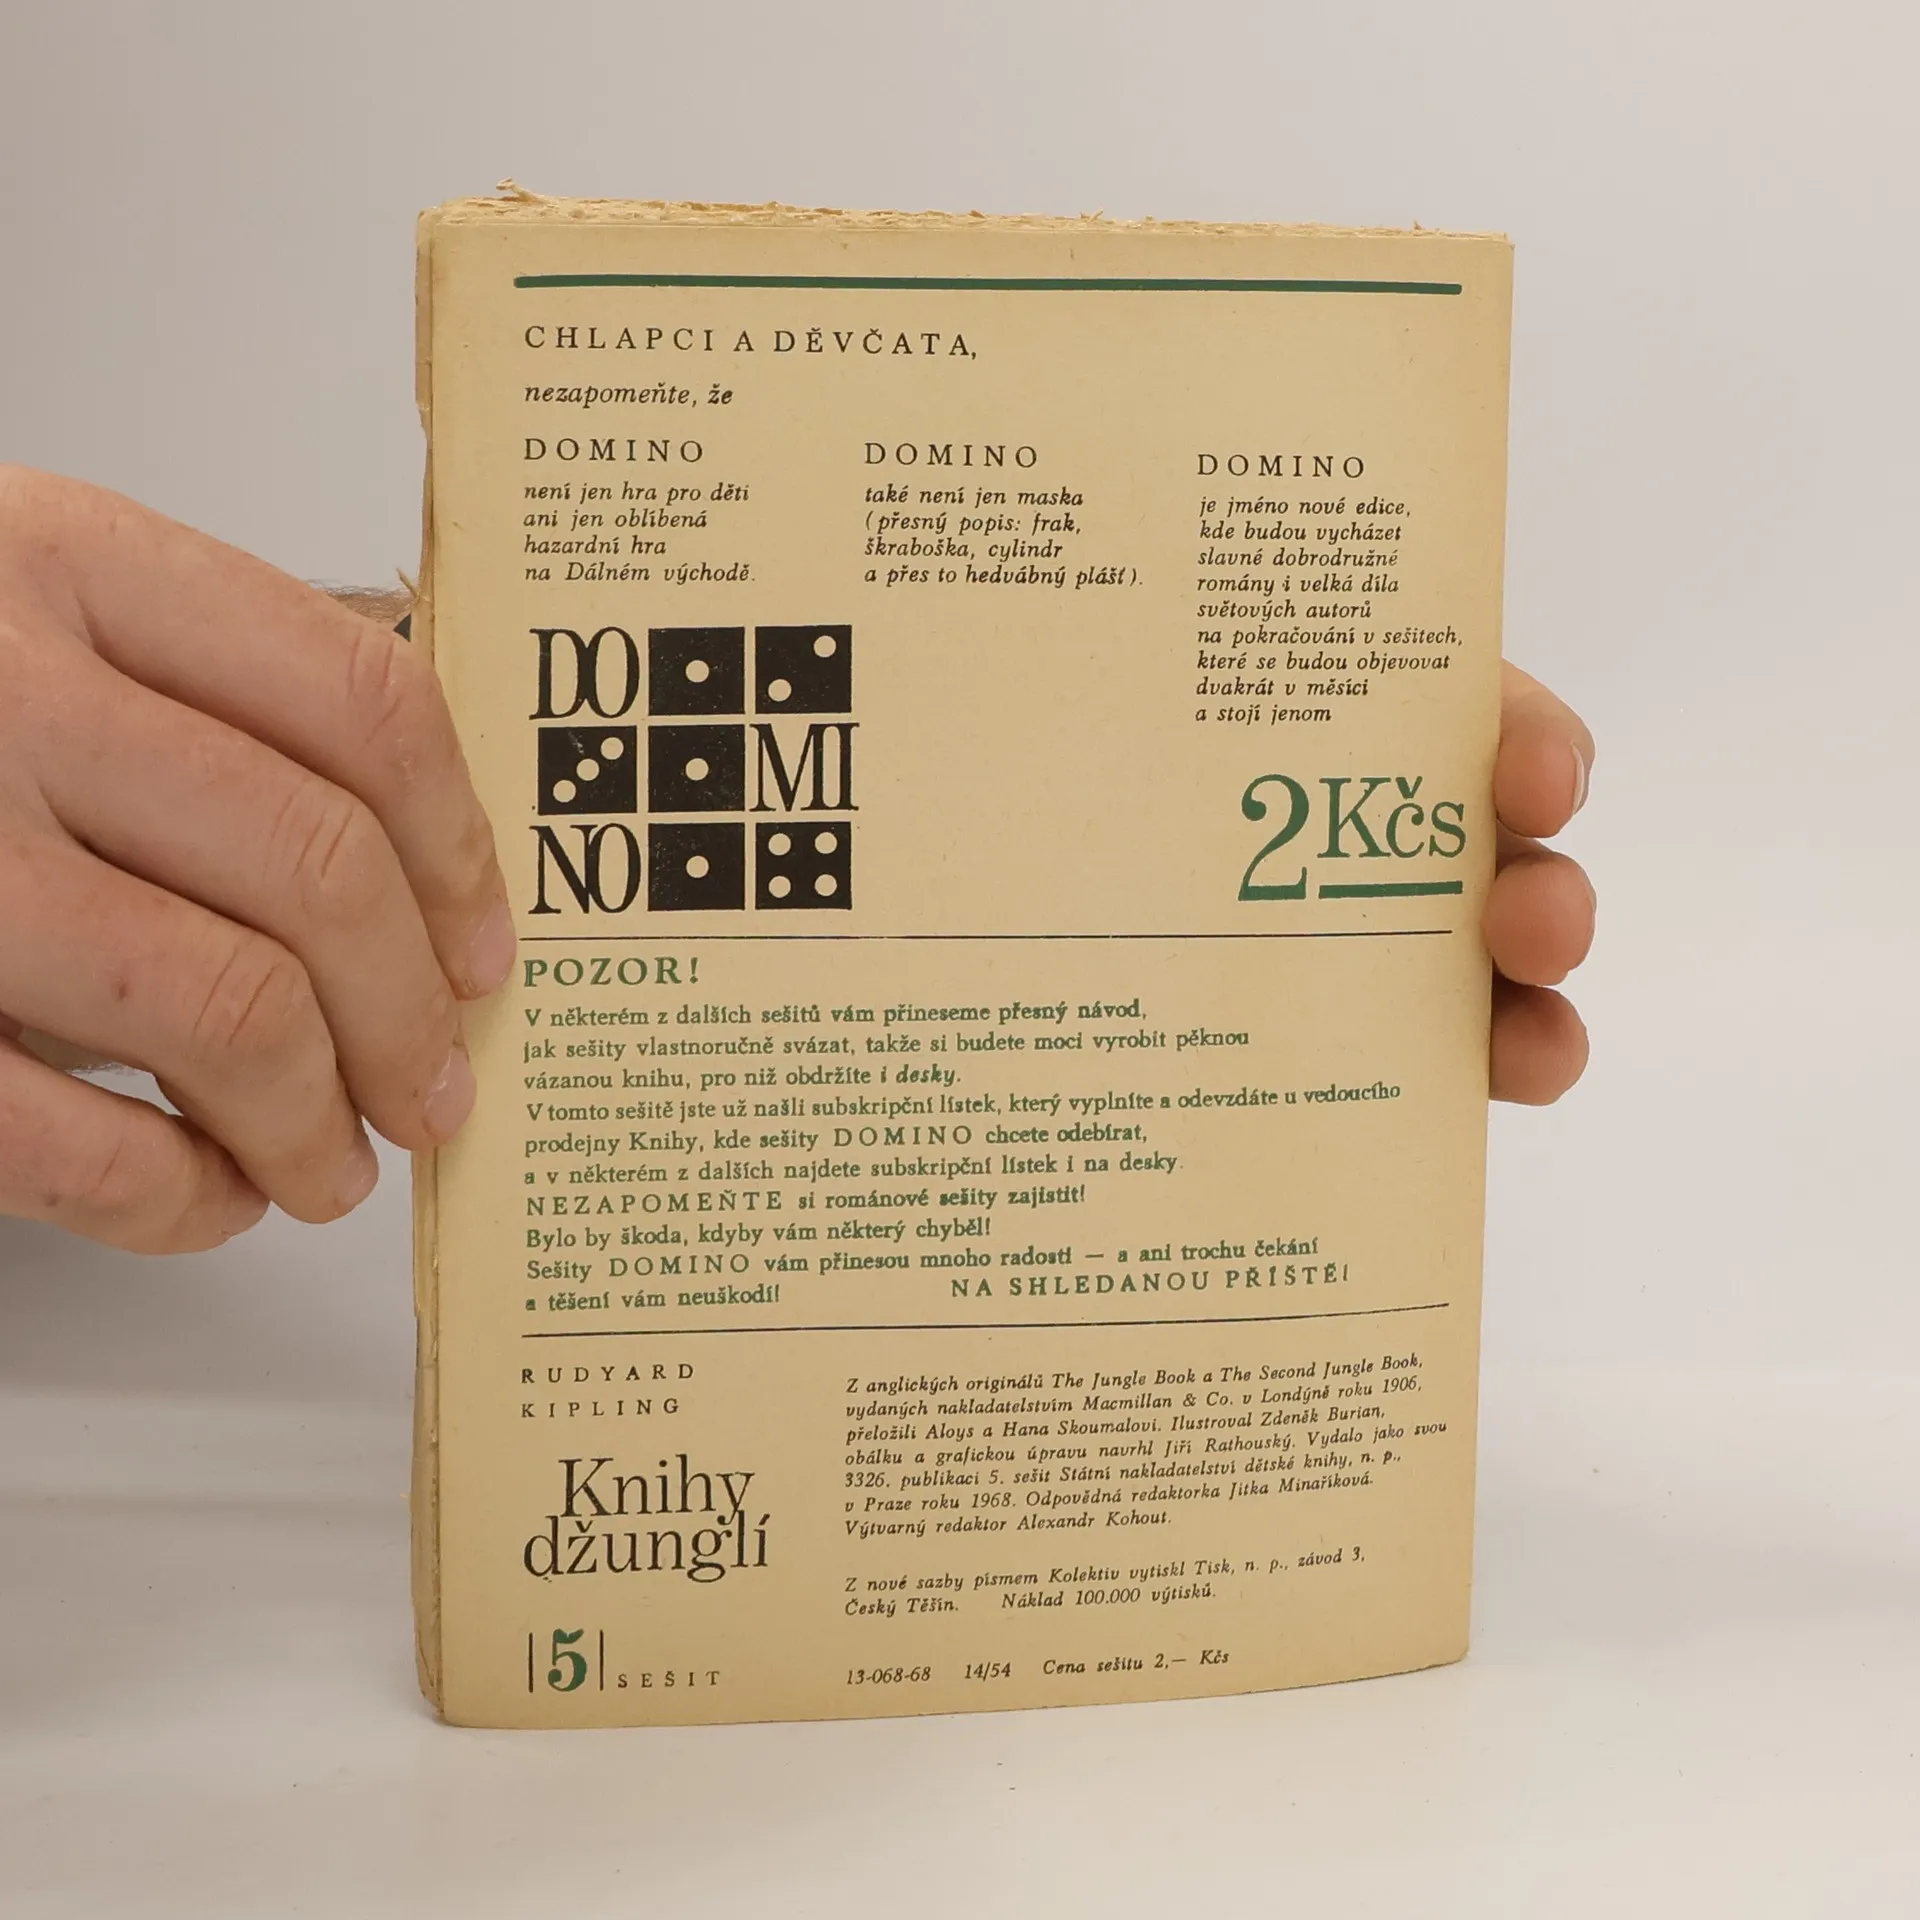 CHLAPCI A DĚVČATA,
nezapomeňte, že
DOMINO
není jen hra pro děti
ani jen oblíbená
hazardní hra
na Dálném východě.
DOMINO
také není jen maska
(přesný popis: frak,
škraboška, cylindr
a přes to hedvábný plášť).
DOMINO
je jméno nové edice,
kde budou vycházet
slavné dobrodružné
romány i velká díla
světových autorů
na pokračování v sešitech,
které se budou objevovat
dvakrát v měsíci
a stojí jenom
DO
MI
NO
2 Kčs
POZOR!
V některém z dalších sešitů vám přineseme přesný návod,
jak sešity vlastnoručně svázat, takže si budete moci vyrobit pěknou
vázanou knihu, pro niž obdržíte i desky.
V tomto sešitě jste už našli subskripční lístek, který vyplníte a odevzdáte u vedoucího
prodejny Knihy, kde sešity DOMINO chcete odebírat,
a v některém z dalších najdete subskripční lístek i na desky.
NEZAPOMEŇTE si románové sešity zajistit!
Bylo by škoda, kdyby vám některý chyběl!
Sešity DOMINO vám přinesou mnoho radosti — a ani trochu čekání
a těšení vám neuškodí! NA SHLEDANOU PŘÍŠTĚ!
RUDYARD
KIPLING
Knihy
džunglí
5 SEŠIT
Z anglických originálů The Jungle Book a The Second Jungle Book,
vydaných nakladatelstvím Macmillan & Co. v Londýně roku 1906,
přeložili Aloys a Hana Skoumalovi. Ilustroval Zdeněk Burian,
obálku a grafickou úpravu navrhl Jiří Rathouský. Vydalo jako svou
3326. publikaci 5. sešit Státní nakladatelství dětské knihy, n. p.,
v Praze roku 1968. Odpovědná redaktorka Jitka Minaříková.
Výtvarný redaktor Alexandr Kohout.
Z nové sazby písmem Kolektiv vytiskl Tisk, n. p., závod 3,
Český Těšín. Náklad 100.000 výtisků.
13-068-68 14/54 Cena sešitu 2,— Kčs